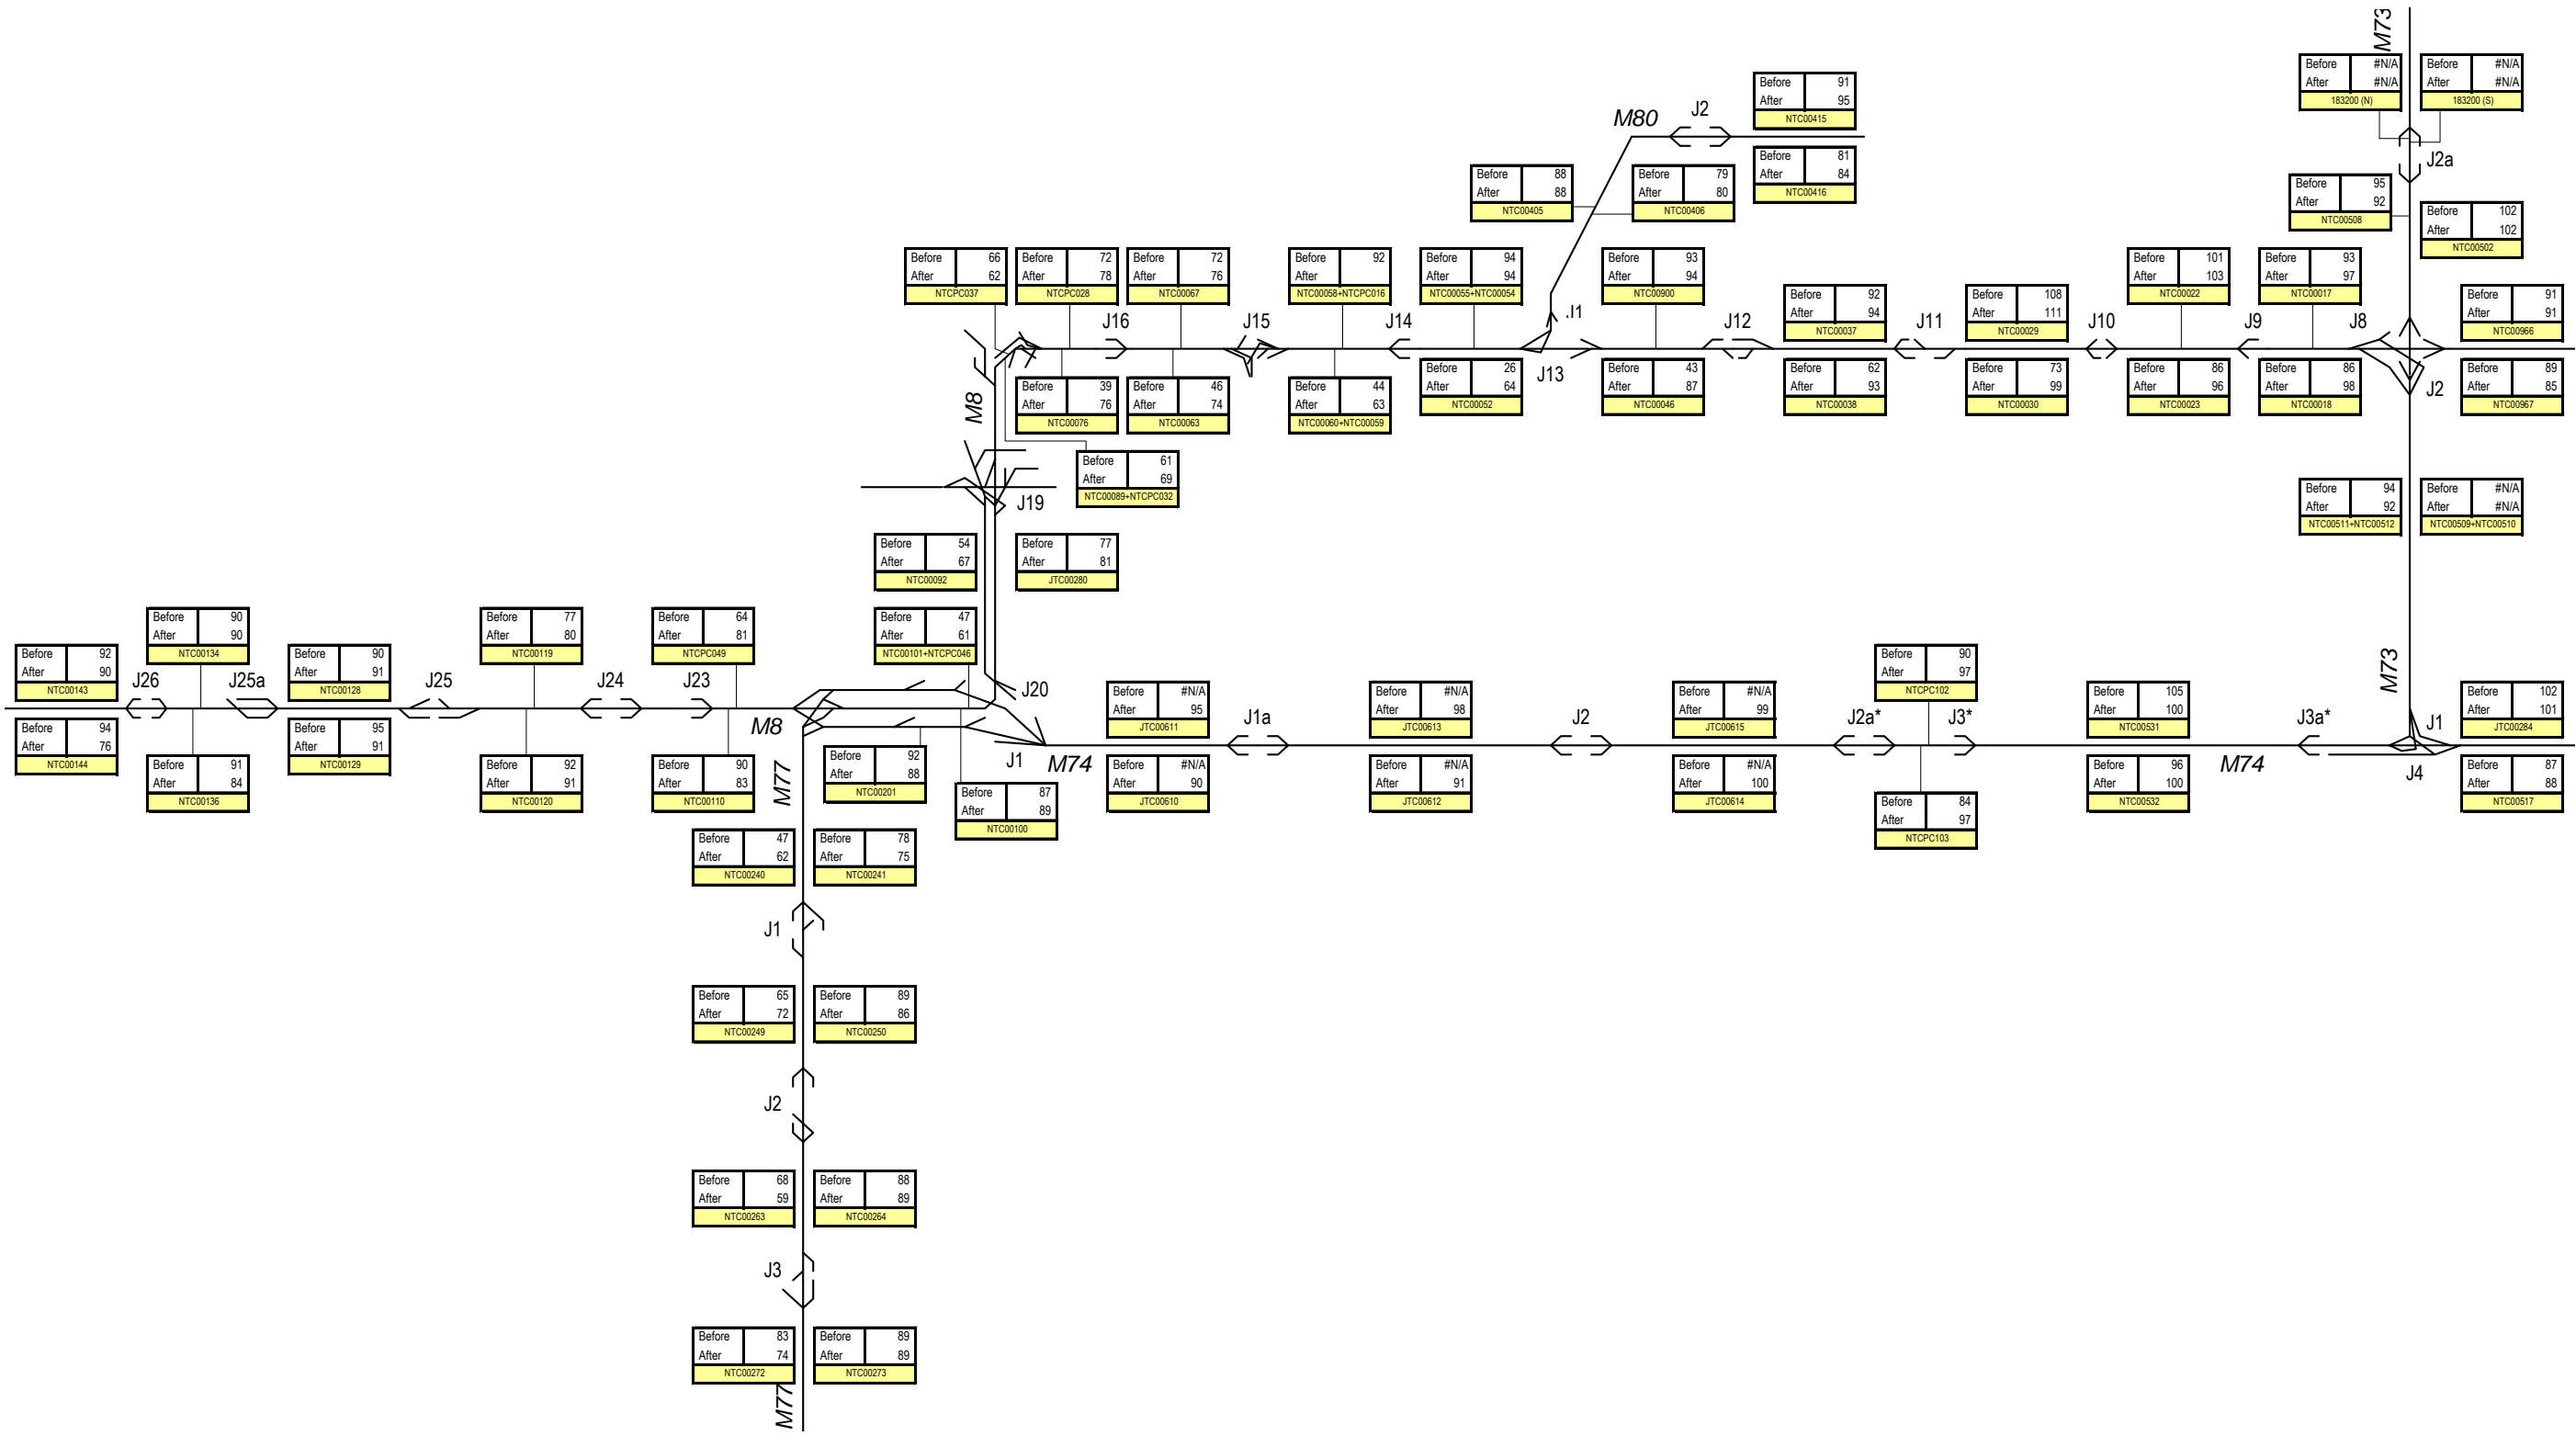 M73
Before #N/A
After #N/A
183200 (N)
Before #N/A
After #N/A
183200 (S)
Before 91
After 95
NTC00415
M80
J2
Before 81
After 84
NTC00416
J2a
Before 88
After 88
NTC00405
Before 79
After 80
NTC00406
Before 95
After 92
NTC00508
Before 102
After 102
NTC00502
Before 66
After 62
NTCPC037
Before 72
After 78
NTCPC028
Before 72
After 76
NTC00067
Before 92
After
NTC00058+NTCPC016
Before 94
After 94
NTC00055+NTC00054
Before 93
After 94
NTC00900
Before 92
After 94
NTC00037
Before 108
After 111
NTC00029
Before 101
After 103
NTC00022
Before 93
After 97
NTC00017
Before 91
After 91
NTC00966
J16
J15
J14
J1
J12
J11
J10
J9
J8
J13
J2
M8
Before 39
After 76
NTC00076
Before 46
After 74
NTC00063
Before 44
After 63
NTC00060+NTC00059
Before 26
After 64
NTC00052
Before 43
After 87
NTC00046
Before 62
After 93
NTC00038
Before 73
After 99
NTC00030
Before 86
After 96
NTC00023
Before 86
After 98
NTC00018
Before 89
After 85
NTC00967
Before 61
After 69
NTC00089+NTCPC032
J19
Before 94
After 92
NTC00511+NTC00512
Before #N/A
After #N/A
NTC00509+NTC00510
Before 54
After 67
NTC00092
Before 77
After 81
JTC00280
Before 92
After 90
NTC00143
Before 90
After 90
NTC00134
Before 90
After 91
NTC00128
Before 77
After 80
NTC00119
Before 64
After 81
NTCPC049
Before 47
After 61
NTC00101+NTCPC046
J26
J25a
J25
J24
J23
J20
M8
Before 94
After 76
NTC00144
Before 91
After 84
NTC00136
Before 95
After 91
NTC00129
Before 92
After 91
NTC00120
Before 90
After 83
NTC00110
Before 92
After 88
NTC00201
Before 87
After 89
NTC00100
Before #N/A
After 95
JTC00611
Before #N/A
After 98
JTC00613
Before #N/A
After 99
JTC00615
Before 90
After 97
NTCPC102
Before 105
After 100
NTC00531
M73
Before 102
After 101
JTC00284
J1
M74
J1a
J2
J2a*
J3*
M74
J3a*
J1
J4
Before #N/A
After 90
JTC00610
Before #N/A
After 91
JTC00612
Before #N/A
After 100
JTC00614
Before 84
After 97
NTCPC103
Before 96
After 100
NTC00532
Before 87
After 88
NTC00517
M77
Before 47
After 62
NTC00240
Before 78
After 75
NTC00241
J1
Before 65
After 72
NTC00249
Before 89
After 86
NTC00250
J2
Before 68
After 59
NTC00263
Before 88
After 89
NTC00264
J3
Before 83
After 74
NTC00272
Before 89
After 89
NTC00273
M77